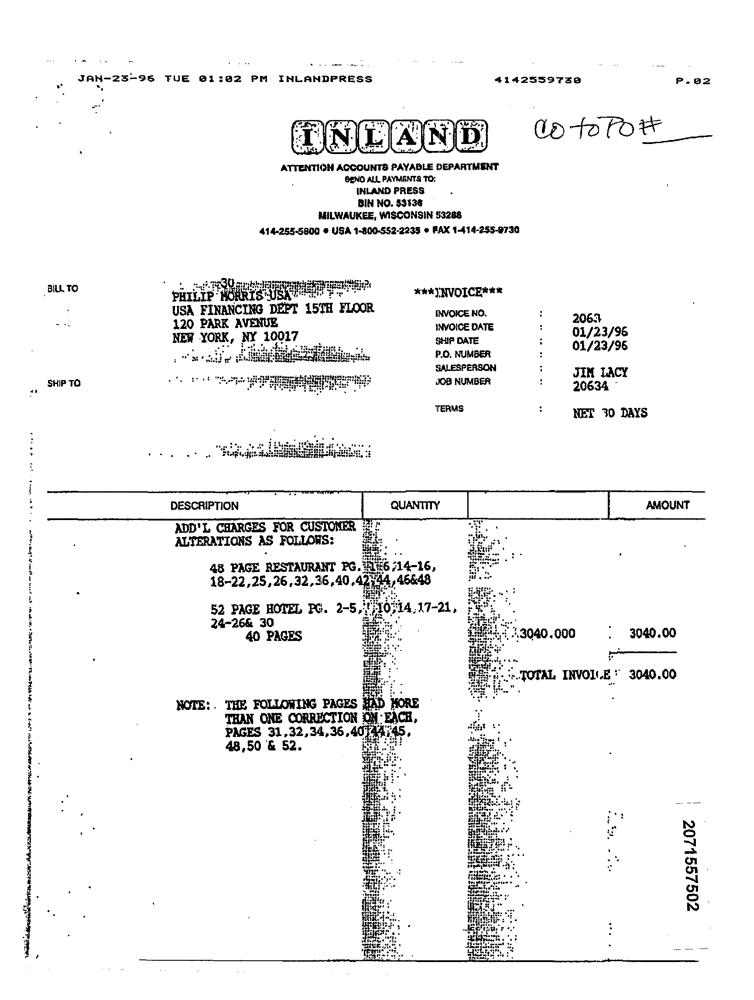 JAN-23-96 TUE 01:02 PM INLANDPRESS 4142559730 P.02
INLAND
to PO#
ATTENTION ACCOUNTS PAYABLE DEPARTMENT
SEND ALL PAYMENTS TO:
INLAND PRESS
BIN NO. 53136
MILWAUKEE, WISCONSIN 53288
414-255-5800 • USA 1-800-552-2235 • FAX 1-414-255-9730
BILL TO
30
PHILIP MORRIS USA
USA FINANCING DEPT 15TH FLOOR
120 PARK AVENUE
NEW YORK, NY 10017
SHIP TO
***INVOICE***
INVOICE NO. : 2063
INVOICE DATE : 01/23/96
SHIP DATE : 01/23/96
P.O. NUMBER :
SALESPERSON : JIM LACY
JOB NUMBER : 20634
TERMS : NET 30 DAYS
DESCRIPTION QUANTITY AMOUNT
ADD'L CHARGES FOR CUSTOMER
ALTERATIONS AS FOLLOWS:
48 PAGE RESTAURANT PG. 14-16,
18-22,25,26,32,36,40,42,44,46&48
52 PAGE HOTEL PG. 2-5, 10,14,17-21,
24-26& 30
40 PAGES 3040.000 3040.00
TOTAL INVOICE 3040.00
NOTE: THE FOLLOWING PAGES HAD MORE
THAN ONE CORRECTION ON EACH,
PAGES 31,32,34,36,40,44,45,
48,50 & 52.
2071557502